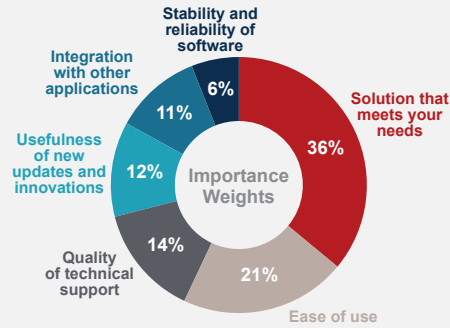 Stability and
reliability of
software
6%
Solution that
meets your
needs
36%
Ease of use
21%
Quality
of technical
support
14%
Usefulness
of new
updates and
innovations
12%
Integration
with other
applications
11%
Importance
Weights